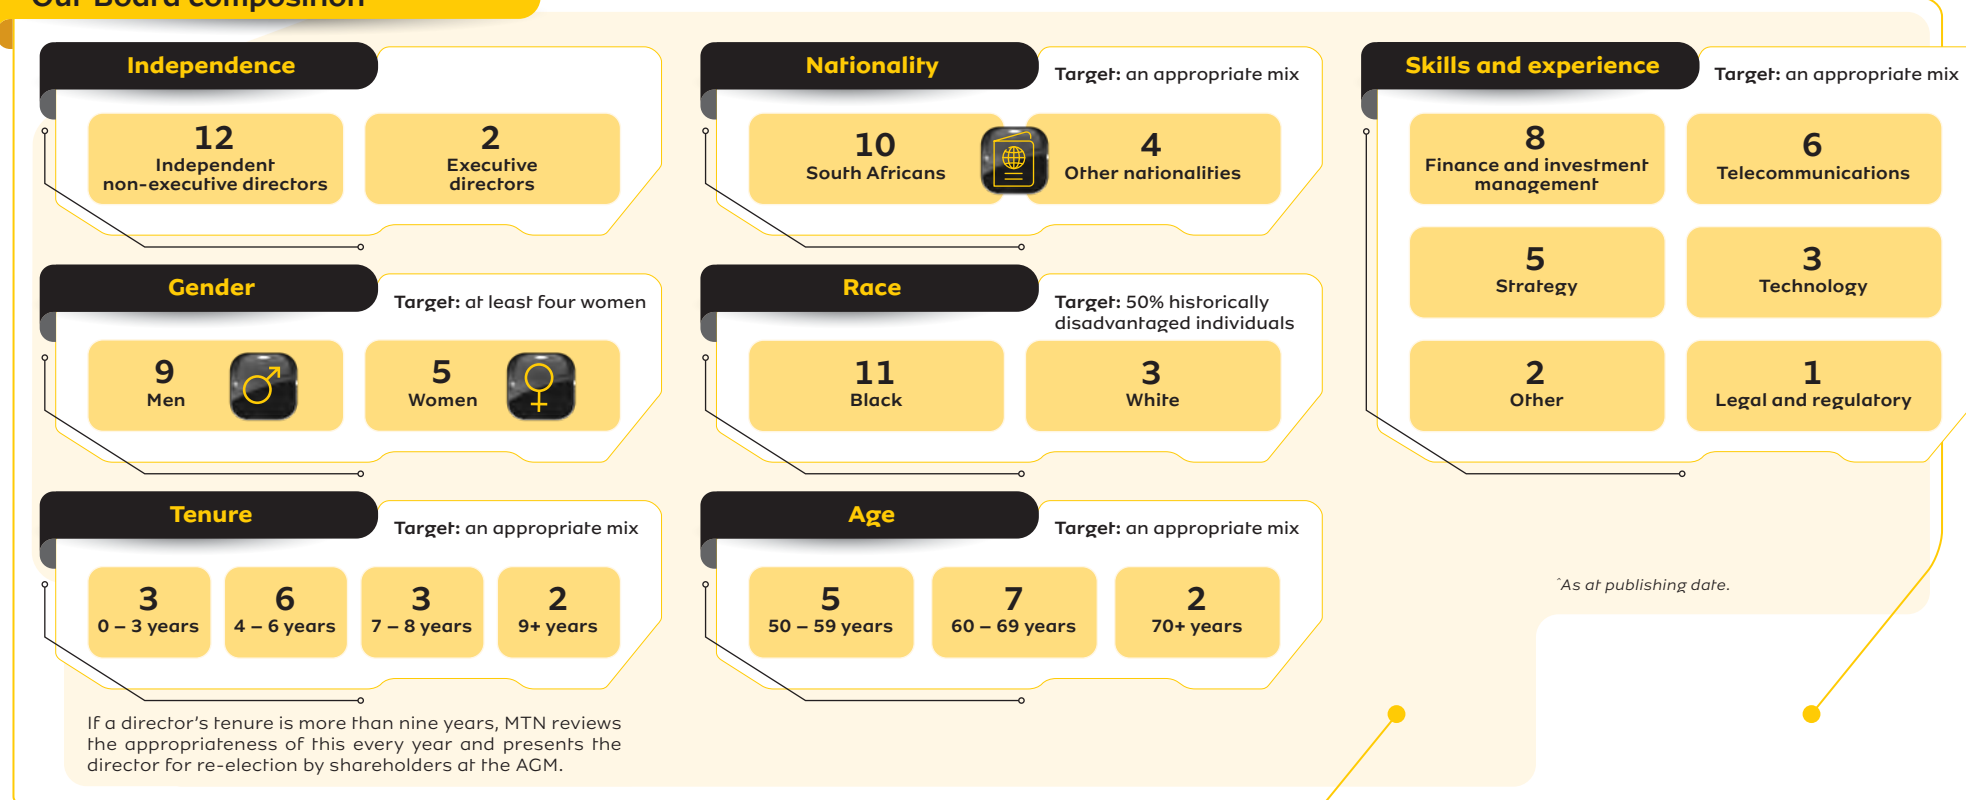 Our Board composition
Independence
12
Independent
non-executive directors
2
Executive
directors
Gender
Target: at least four women
9
Men
5
Women
Tenure
Target: an appropriate mix
3
0 – 3 years
6
4 – 6 years
3
7 – 8 years
2
9+ years
If a director's tenure is more than nine years, MTN reviews
the appropriateness of this every year and presents the
director for re-election by shareholders at the AGM.
Nationality
Target: an appropriate mix
10
South Africans
4
Other nationalities
Race
Target: 50% historically
disadvantaged individuals
11
Black
3
White
Age
Target: an appropriate mix
5
50 – 59 years
7
60 – 69 years
2
70+ years
Skills and experience
Target: an appropriate mix
8
Finance and investment
management
6
Telecommunications
5
Strategy
3
Technology
2
Other
1
Legal and regulatory
^As at publishing date.